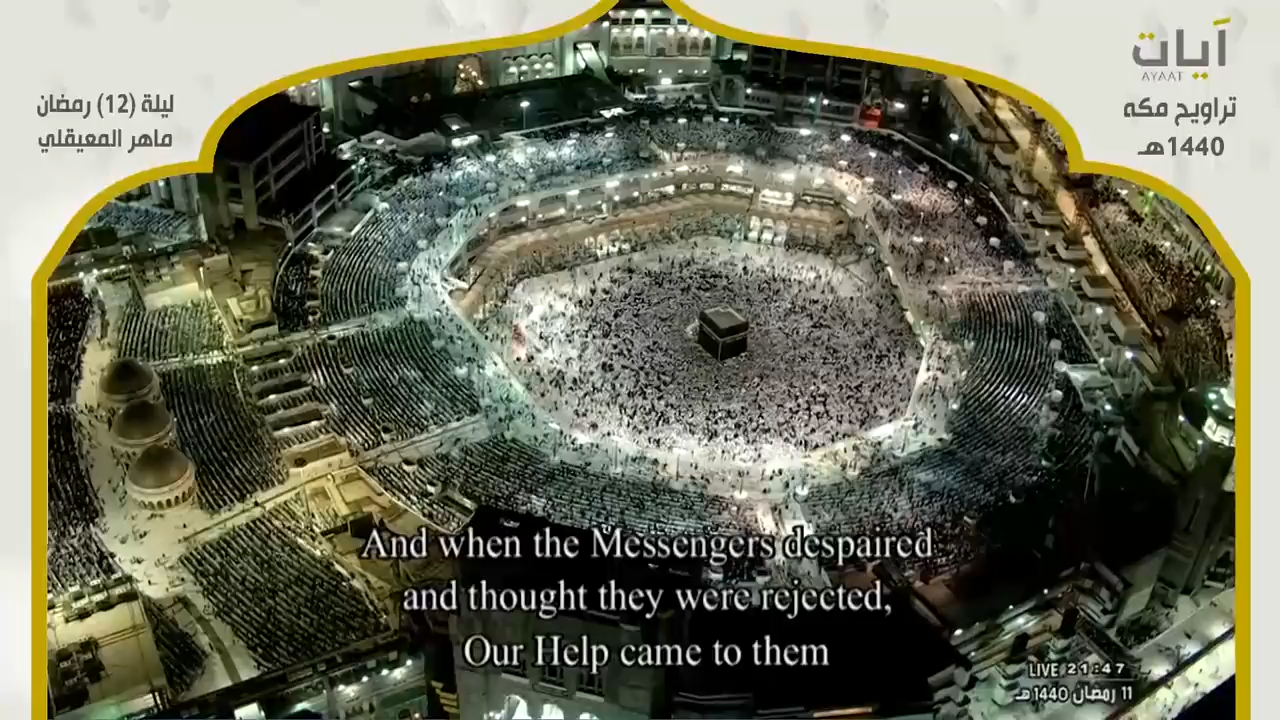 آيات
AYAAT
تراويح مكه
1440هـ
ليلة (12) رمضان
ماهر المعيقلي
And when the Messengers despaired
and thought they were rejected,
Our Help came to them
LIVE 21:47
11 رمضان 1440هـ